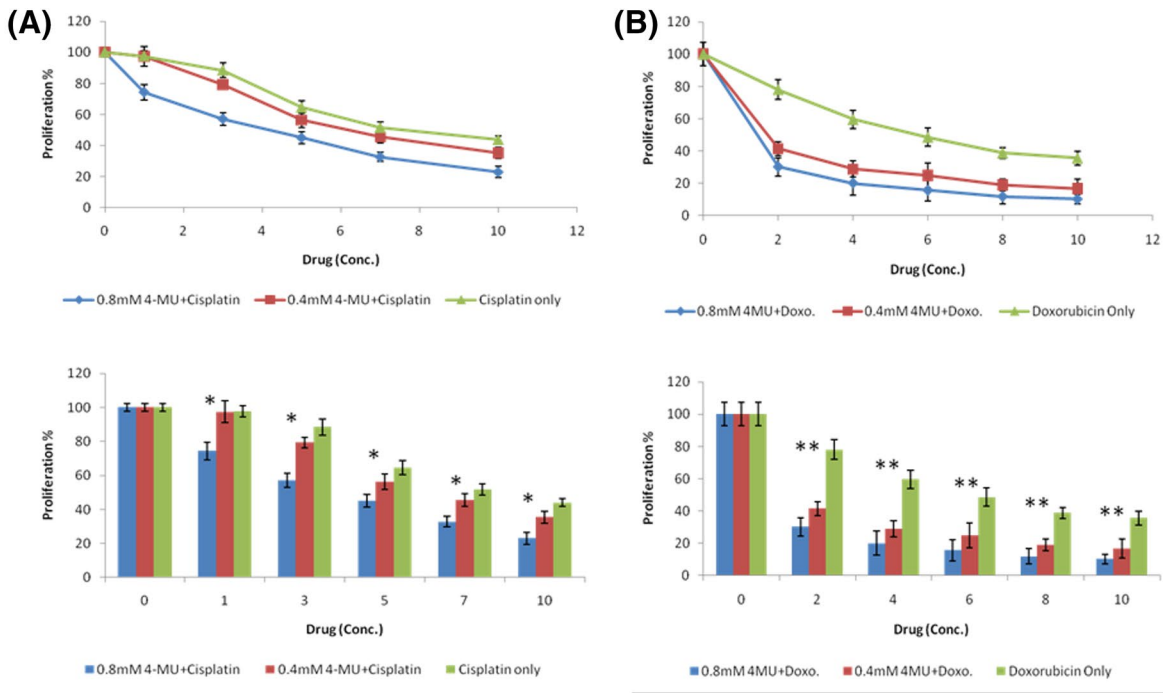 (A)
120
100
80
60
40
20
0
Proliferation %
0 2 4 6 8 10 12
Drug (Conc.)
0.8mM 4-MU+Cisplatin 0.4mM 4-MU+Cisplatin Cisplatin only
(B)
120
100
80
60
40
20
0
Proliferation %
0 2 4 6 8 10 12
Drug (Conc.)
0.8mM 4MU+Doxo. 0.4mM 4MU+Doxo. Doxorubicin Only
120
100
80
60
40
20
0
Proliferation %
* * * * *
0 1 3 5 7 10
Drug (Conc.)
0.8mM 4-MU+Cisplatin 0.4mM 4-MU+Cisplatin Cisplatin only
120
100
80
60
40
20
0
Proliferation %
** ** ** ** **
0 2 4 6 8 10
Drug (Conc.)
0.8mM 4MU+Doxo. 0.4mM 4MU+Doxo. Doxorubicin Only